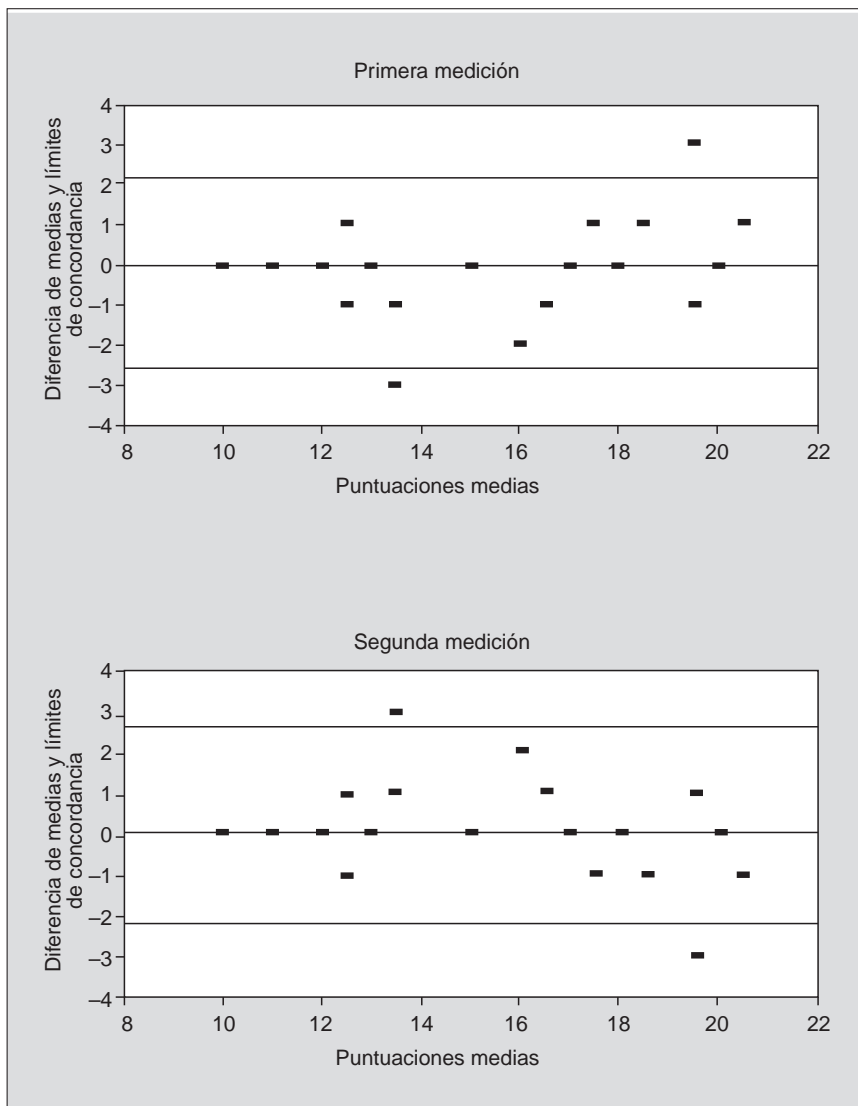 Primera medición
Diferencia de medias y límites
de concordancia
4
3
2
1
0
–1
–2
–3
–4
8 10 12 14 16 18 20 22
Puntuaciones medias
Segunda medición
Diferencia de medias y límites
de concordancia
4
3
2
1
0
–1
–2
–3
–4
8 10 12 14 16 18 20 22
Puntuaciones medias